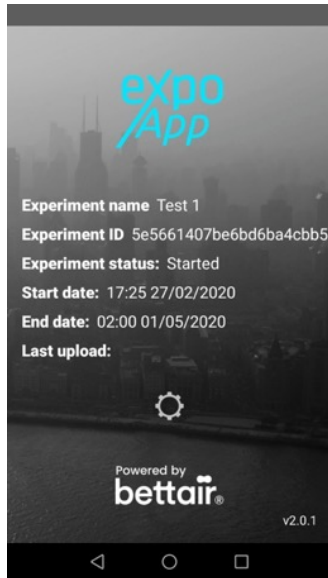 expo
App
Experiment name Test 1
Experiment ID 5e5661407be6bd6ba4cbb5
Experiment status: Started
Start date: 17:25 27/02/2020
End date: 02:00 01/05/2020
Last upload:
Powered by
bettair®
v2.0.1